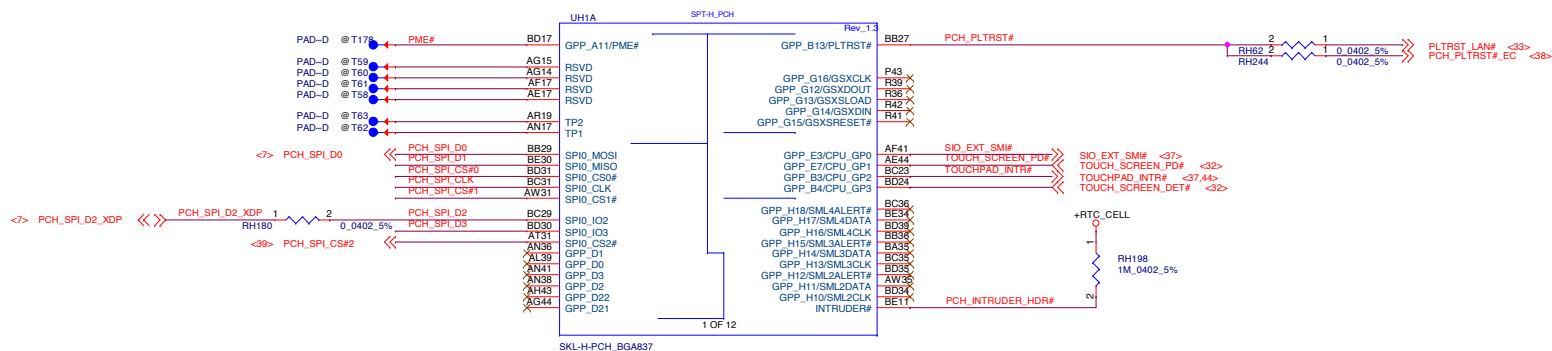 UH1A
SPT-H_PCH
Rev_1.3
PAD~D @ T178 PME# BD17 GPP_A11/PME#
PAD~D @ T59 AG15 RSVD
PAD~D @ T60 AG14 RSVD
PAD~D @ T61 AF17 RSVD
PAD~D @ T58 AE17 RSVD
PAD~D @ T63 AR19 TP2
PAD~D @ T62 AN17 TP1
<7> PCH_SPI_D0 PCH_SPI_D0 BB29 SPI0_MOSI
PCH_SPI_D1 BE30 SPI0_MISO
PCH_SPI_CS#0 BD31 SPI0_CS0#
PCH_SPI_CLK BC31 SPI0_CLK
PCH_SPI_CS#1 AW31 SPI0_CS1#
<7> PCH_SPI_D2_XDP PCH_SPI_D2_XDP 1 2 PCH_SPI_D2 BC29 SPI0_IO2
RH180 0_0402_5%
PCH_SPI_D3 BD30 SPI0_IO3
<39> PCH_SPI_CS#2 AT31 SPI0_CS2#
AN36 GPP_D1
AL39 GPP_D0
AN41 GPP_D3
AN38 GPP_D2
AH43 GPP_D22
AG44 GPP_D21
GPP_B13/PLTRST# BB27 PCH_PLTRST#
2 1 PLTRST_LAN# <33>
RH62 0_0402_5%
2 1 PCH_PLTRST#_EC <38>
RH244 0_0402_5%
GPP_G16/GSXCLK P43
GPP_G12/GSXDOUT R39
GPP_G13/GSXSLOAD R36
GPP_G14/GSXDIN R42
GPP_G15/GSXSRESET# R41
GPP_E3/CPU_GP0 AF41 SIO_EXT_SMI# SIO_EXT_SMI# <37>
GPP_E7/CPU_GP1 AE44 TOUCH_SCREEN_PD# TOUCH_SCREEN_PD# <32>
GPP_B3/CPU_GP2 BC23 TOUCHPAD_INTR# TOUCHPAD_INTR# <37,44>
GPP_B4/CPU_GP3 BD24 TOUCH_SCREEN_DET# <32>
GPP_H18/SML4ALERT# BC36
GPP_H17/SML4DATA BE34
GPP_H16/SML4CLK BD39
GPP_H15/SML3ALERT# BB36
GPP_H14/SML3DATA BA35
GPP_H13/SML3CLK BC35
GPP_H12/SML2ALERT# BD35
GPP_H11/SML2DATA AW35
GPP_H10/SML2CLK BD34
INTRUDER# BE11 PCH_INTRUDER_HDR#
+RTC_CELL
1
RH198
1M_0402_5%
2
1 OF 12
SKL-H-PCH_BGA837